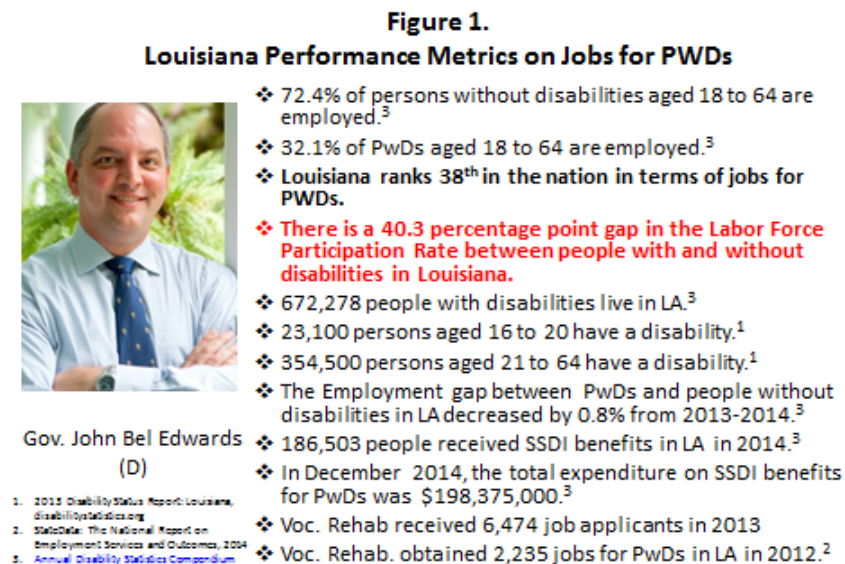 Figure 1.
Louisiana Performance Metrics on Jobs for PWDs
❖ 72.4% of persons without disabilities aged 18 to 64 are
employed.³
❖ 32.1% of PwDs aged 18 to 64 are employed.³
❖ Louisiana ranks 38th in the nation in terms of jobs for
PWDs.
❖ There is a 40.3 percentage point gap in the Labor Force
Participation Rate between people with and without
disabilities in Louisiana.
❖ 672,278 people with disabilities live in LA.³
❖ 23,100 persons aged 16 to 20 have a disability.¹
❖ 354,500 persons aged 21 to 64 have a disability.¹
❖ The Employment gap between PwDs and people without
disabilities in LA decreased by 0.8% from 2013-2014.³
❖ 186,503 people received SSDI benefits in LA in 2014.³
❖ In December 2014, the total expenditure on SSDI benefits
for PwDs was $198,375,000.³
❖ Voc. Rehab received 6,474 job applicants in 2013
❖ Voc. Rehab. obtained 2,235 jobs for PwDs in LA in 2012.²
Gov. John Bel Edwards
(D)
1. 2013 Disability Status Report: Louisiana,
disabilitystatistics.org
2. StateData: The National Report on
Employment Services and Outcomes, 2014
3. Annual Disability Statistics Compendium